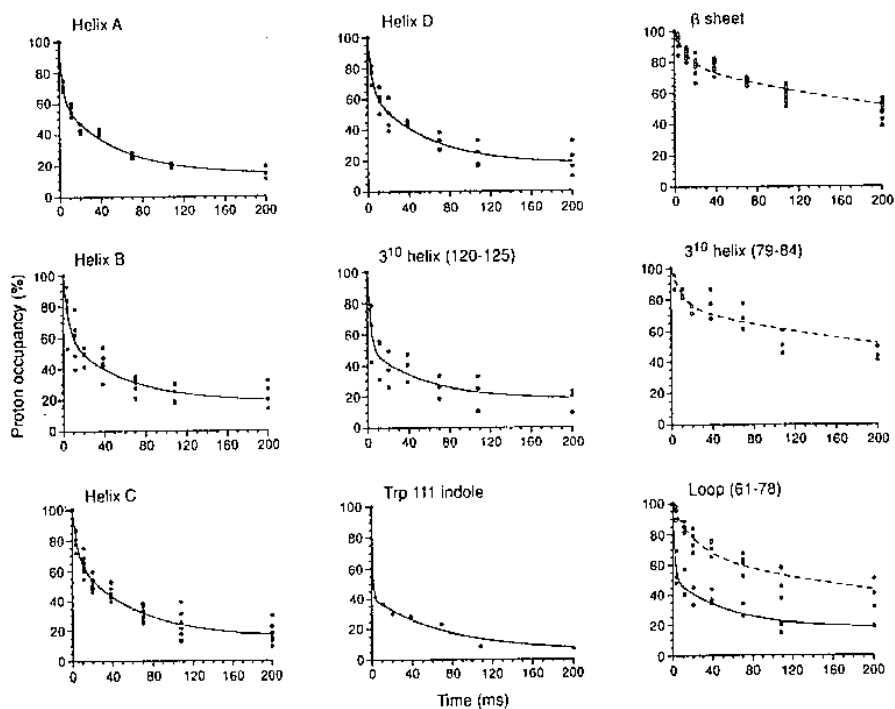 Helix A
100
80
60
40
20
0
0 40 80 120 160 200
Helix D
100
80
60
40
20
0
0 40 80 120 160 200
β sheet
100
80
60
40
20
0
0 40 80 120 160 200
Proton occupancy (%)
Helix B
100
80
60
40
20
0
0 40 80 120 160 200
3¹⁰ helix (120-125)
100
80
60
40
20
0
0 40 80 120 160 200
3¹⁰ helix (79-84)
100
80
60
40
20
0
0 40 80 120 160 200
Helix C
100
80
60
40
20
0
0 40 80 120 160 200
Trp 111 indole
100
80
60
40
20
0
0 40 80 120 160 200
Loop (61-78)
100
80
60
40
20
0
0 40 80 120 160 200
Time (ms)